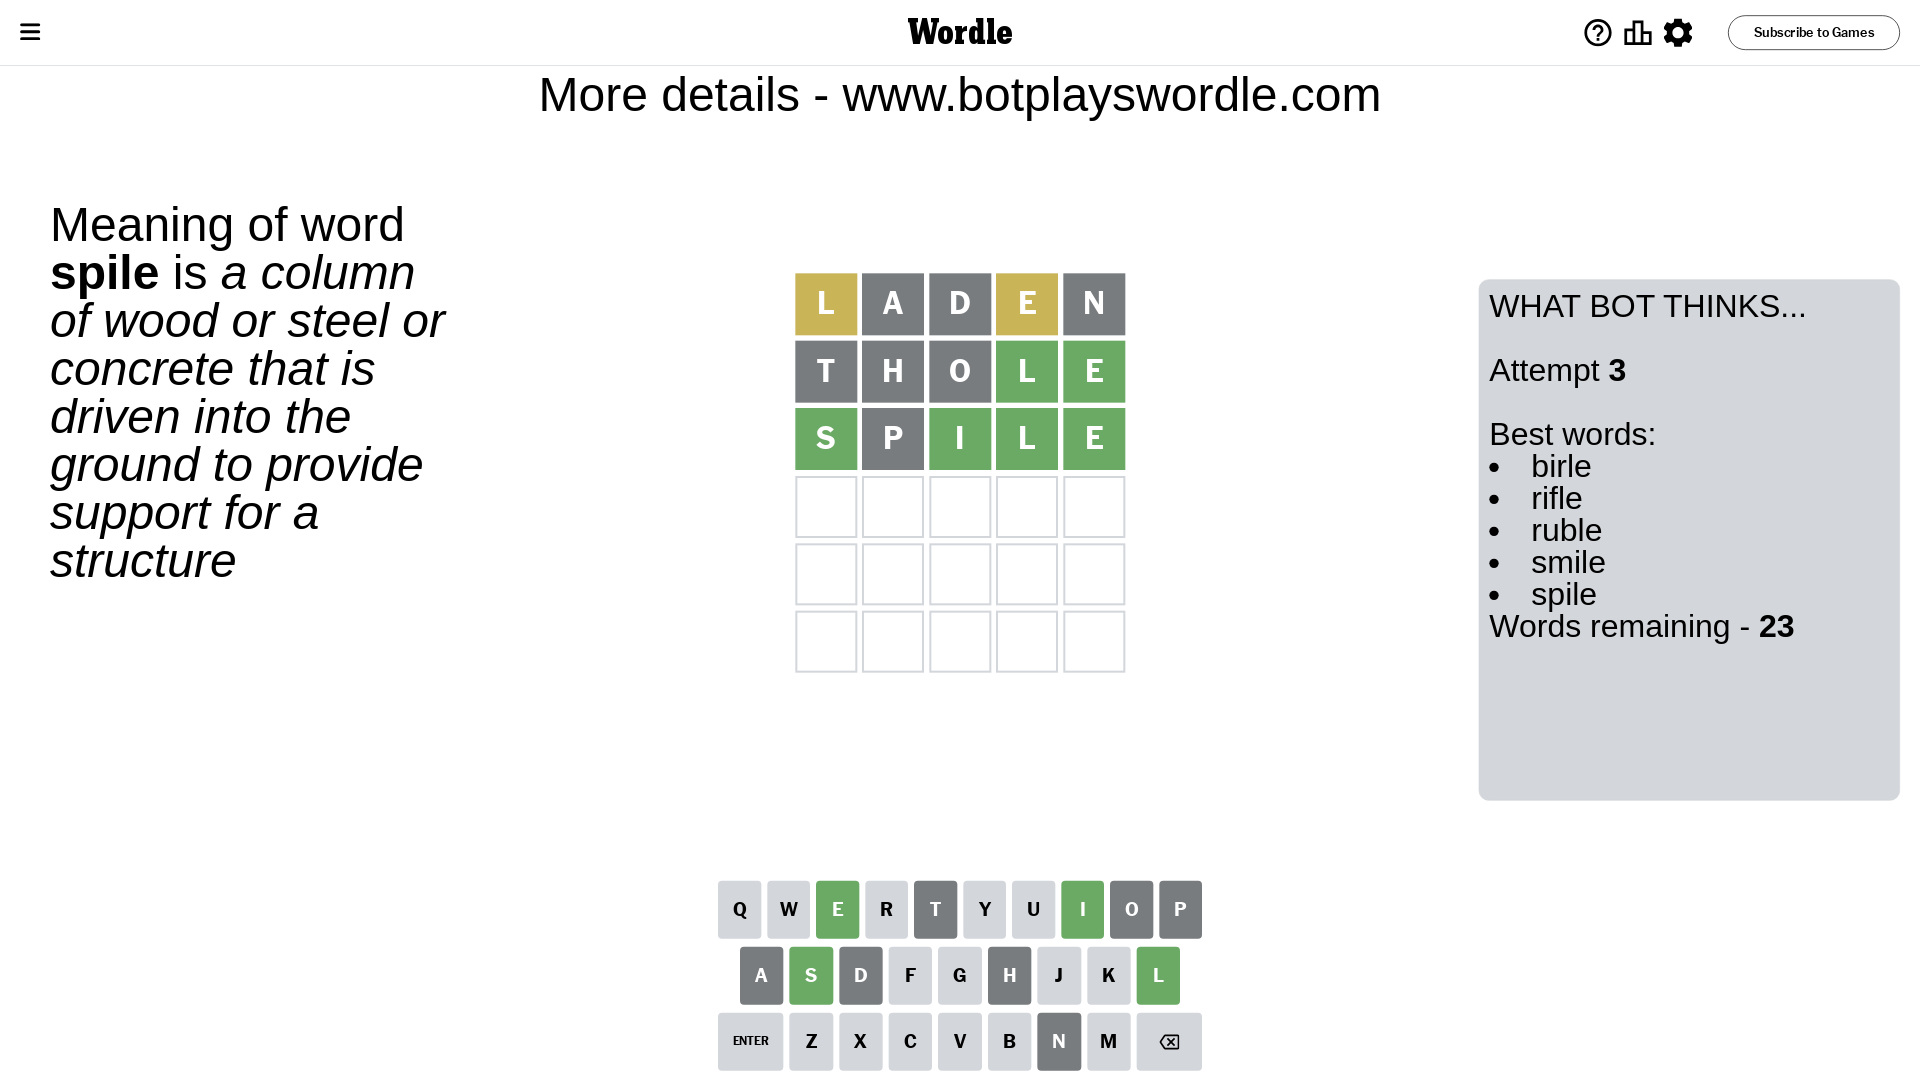 Wordle
Subscribe to Games
More details - www.botplayswordle.com
Meaning of word
spile is a column
of wood or steel or
concrete that is
driven into the
ground to provide
support for a
structure
L A D E N
T H O L E
S P I L E
WHAT BOT THINKS...
Attempt 3
Best words:
• birle
• rifle
• ruble
• smile
• spile
Words remaining - 23
Q W E R T Y U I O P
A S D F G H J K L
ENTER Z X C V B N M